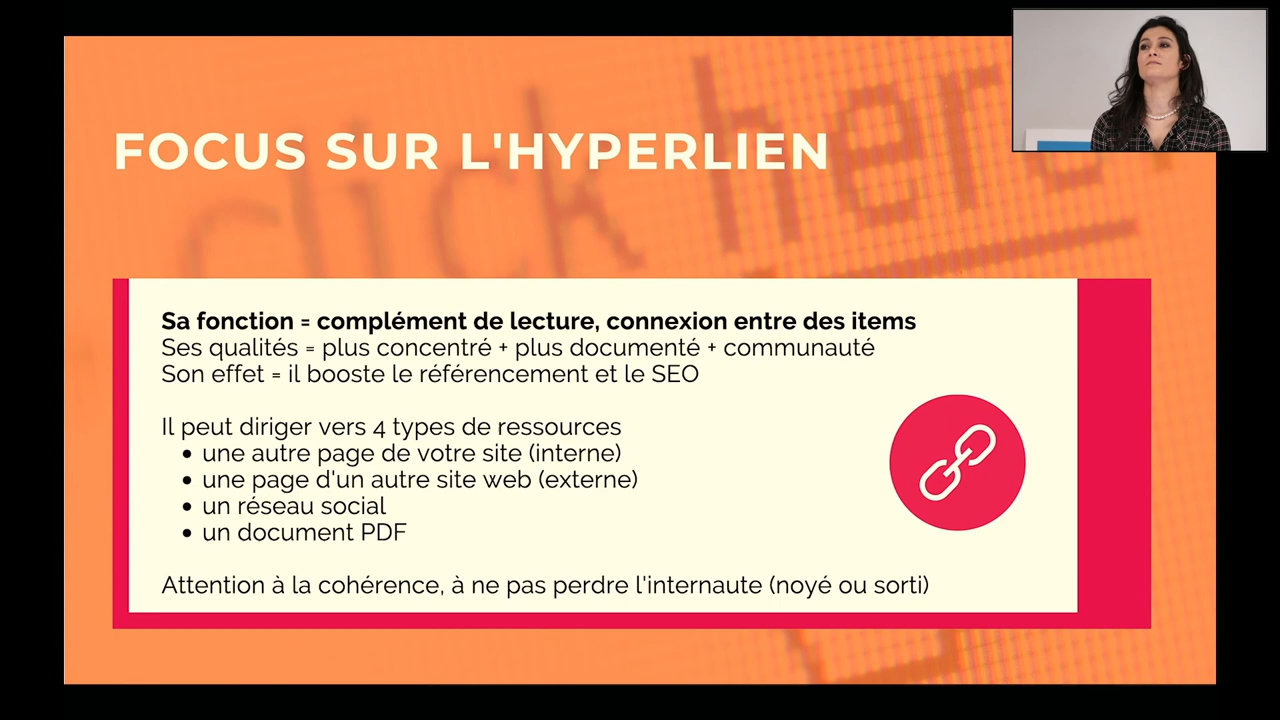 click here
FOCUS SUR L'HYPERLIEN
Sa fonction = complément de lecture, connexion entre des items
Ses qualités = plus concentré + plus documenté + communauté
Son effet = il booste le référencement et le SEO
Il peut diriger vers 4 types de ressources
• une autre page de votre site (interne)
• une page d'un autre site web (externe)
• un réseau social
• un document PDF
Attention à la cohérence, à ne pas perdre l'internaute (noyé ou sorti)